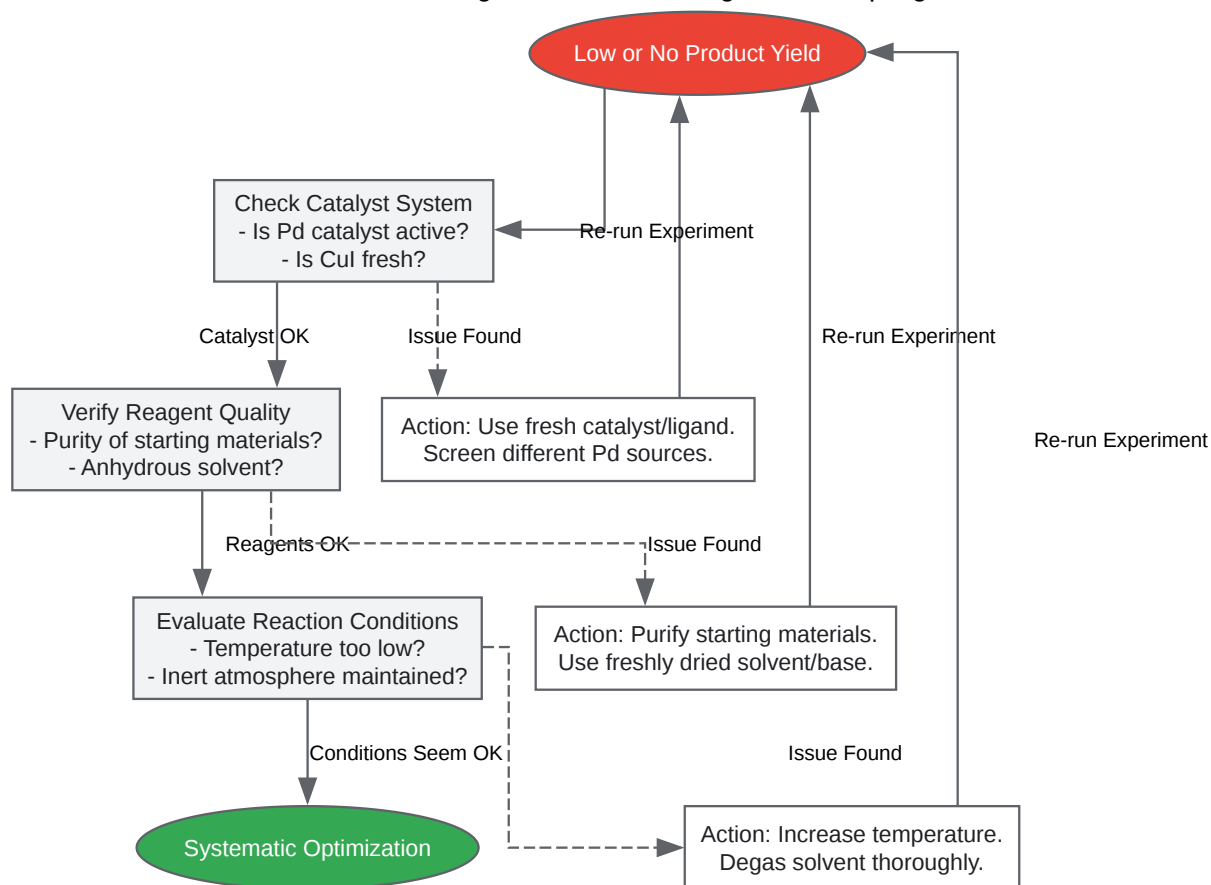 Low or No Product Yield
Check Catalyst System
- Is Pd catalyst active?
- Is CuI fresh?
Re-run Experiment
Catalyst OK
Issue Found
Re-run Experiment
Verify Reagent Quality
- Purity of starting materials?
- Anhydrous solvent?
Action: Use fresh catalyst/ligand.
Screen different Pd sources.
Re-run Experiment
Reagents OK
Issue Found
Evaluate Reaction Conditions
- Temperature too low?
- Inert atmosphere maintained?
Action: Purify starting materials.
Use freshly dried solvent/base.
Conditions Seem OK
Issue Found
Systematic Optimization
Action: Increase temperature.
Degas solvent thoroughly.